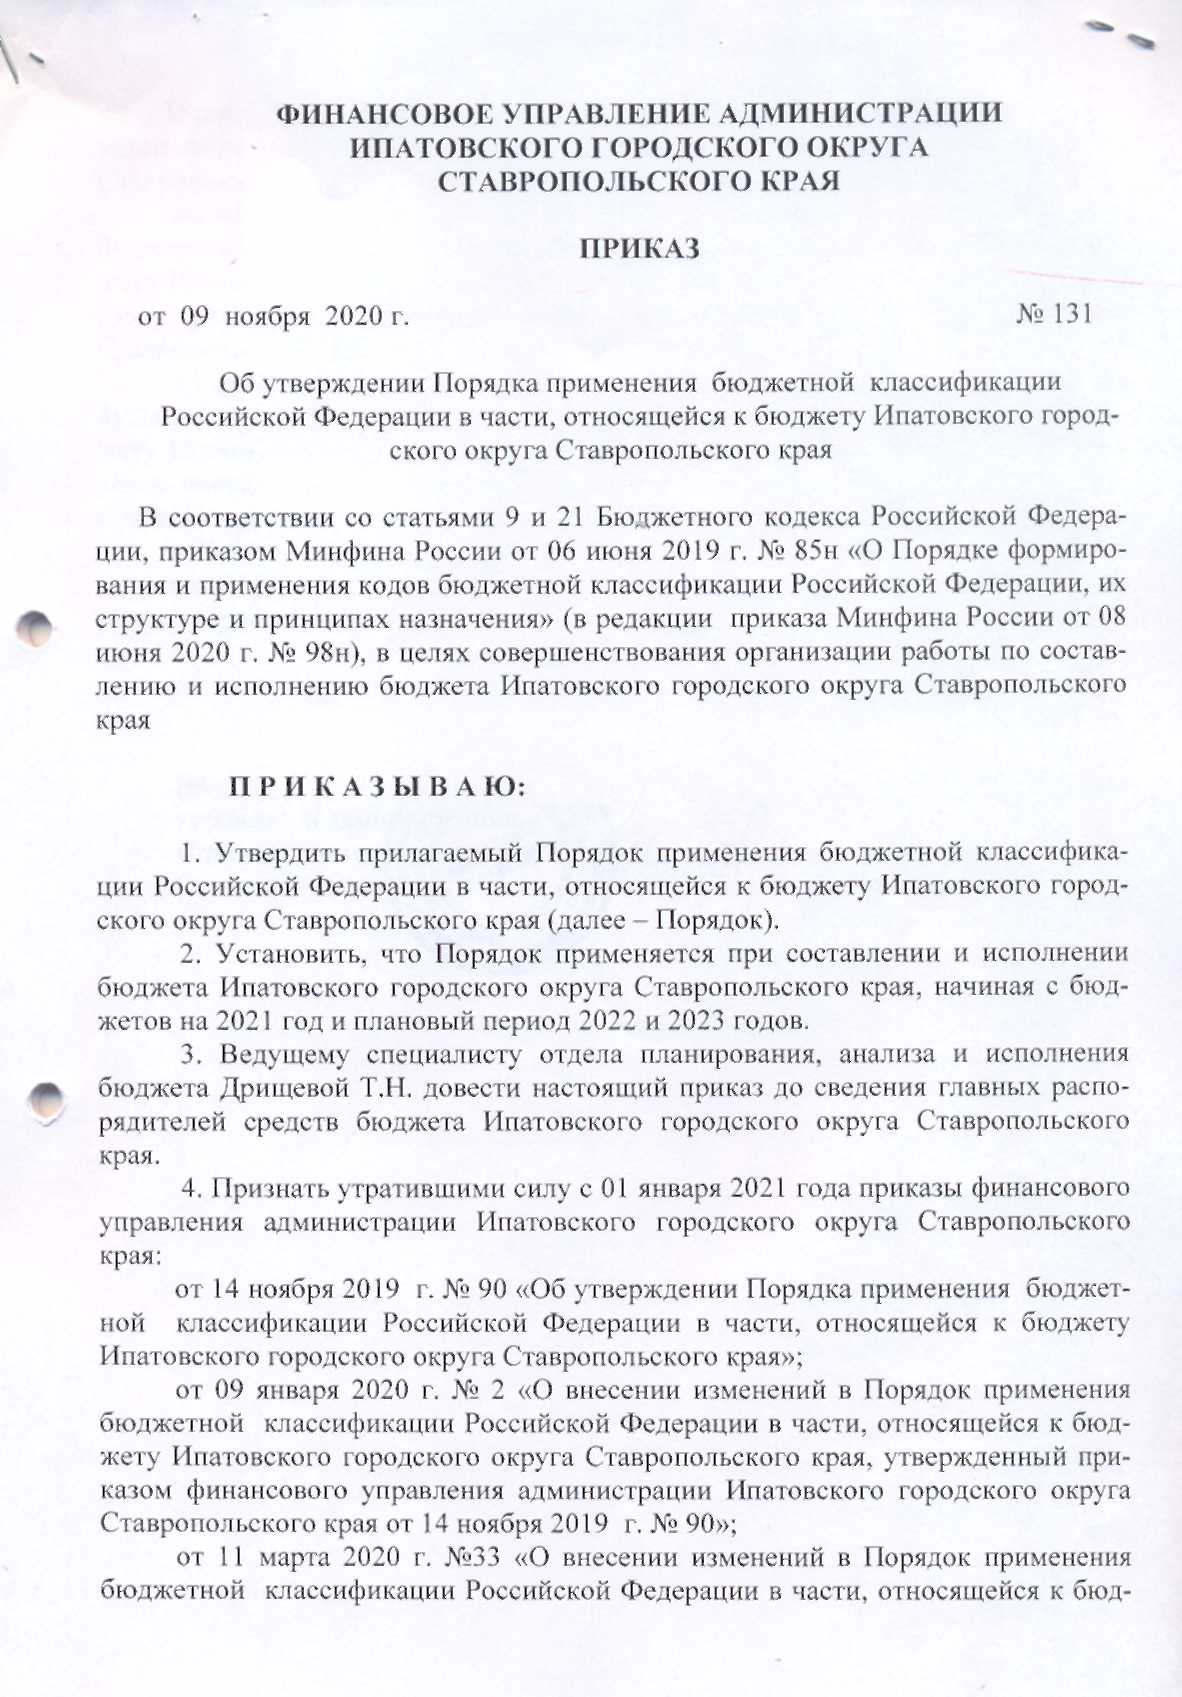 ФИНАНСОВОЕ УПРАВЛЕНИЕ АДМИНИСТРАЦИИ
ИПАТОВСКОГО ГОРОДСКОГО ОКРУГА
СТАВРОПОЛЬСКОГО КРАЯ
ПРИКАЗ
от 09 ноября 2020 г. № 131
Об утверждении Порядка применения бюджетной классификации
Российской Федерации в части, относящейся к бюджету Ипатовского город-
ского округа Ставропольского края
В соответствии со статьями 9 и 21 Бюджетного кодекса Российской Федера-
ции, приказом Минфина России от 06 июня 2019 г. № 85н «О Порядке формиро-
вания и применения кодов бюджетной классификации Российской Федерации, их
структуре и принципах назначения» (в редакции приказа Минфина России от 08
июня 2020 г. № 98н), в целях совершенствования организации работы по состав-
лению и исполнению бюджета Ипатовского городского округа Ставропольского
края
П Р И К А З Ы В А Ю:
1. Утвердить прилагаемый Порядок применения бюджетной классифика-
ции Российской Федерации в части, относящейся к бюджету Ипатовского город-
ского округа Ставропольского края (далее – Порядок).
2. Установить, что Порядок применяется при составлении и исполнении
бюджета Ипатовского городского округа Ставропольского края, начиная с бюд-
жетов на 2021 год и плановый период 2022 и 2023 годов.
3. Ведущему специалисту отдела планирования, анализа и исполнения
бюджета Дрищевой Т.Н. довести настоящий приказ до сведения главных распо-
рядителей средств бюджета Ипатовского городского округа Ставропольского
края.
4. Признать утратившими силу с 01 января 2021 года приказы финансового
управления администрации Ипатовского городского округа Ставропольского
края:
от 14 ноября 2019 г. № 90 «Об утверждении Порядка применения бюджет-
ной классификации Российской Федерации в части, относящейся к бюджету
Ипатовского городского округа Ставропольского края»;
от 09 января 2020 г. № 2 «О внесении изменений в Порядок применения
бюджетной классификации Российской Федерации в части, относящейся к бюд-
жету Ипатовского городского округа Ставропольского края, утвержденный при-
казом финансового управления администрации Ипатовского городского округа
Ставропольского края от 14 ноября 2019 г. № 90»;
от 11 марта 2020 г. №33 «О внесении изменений в Порядок применения
бюджетной классификации Российской Федерации в части, относящейся к бюд-